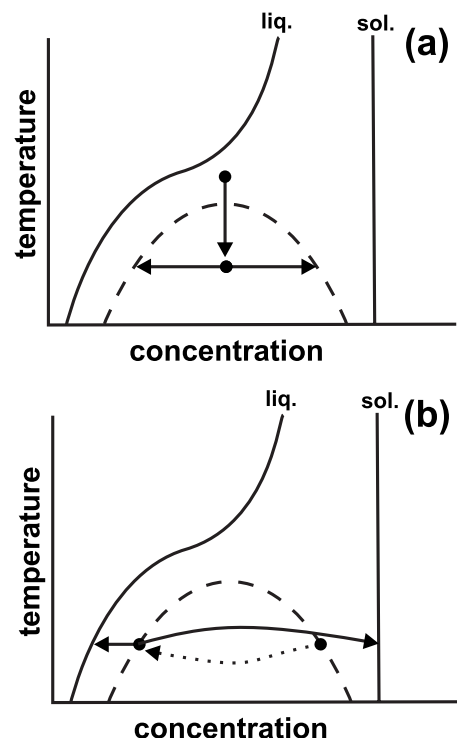 liq.
sol.
(a)
temperature
concentration
liq.
sol.
(b)
temperature
concentration